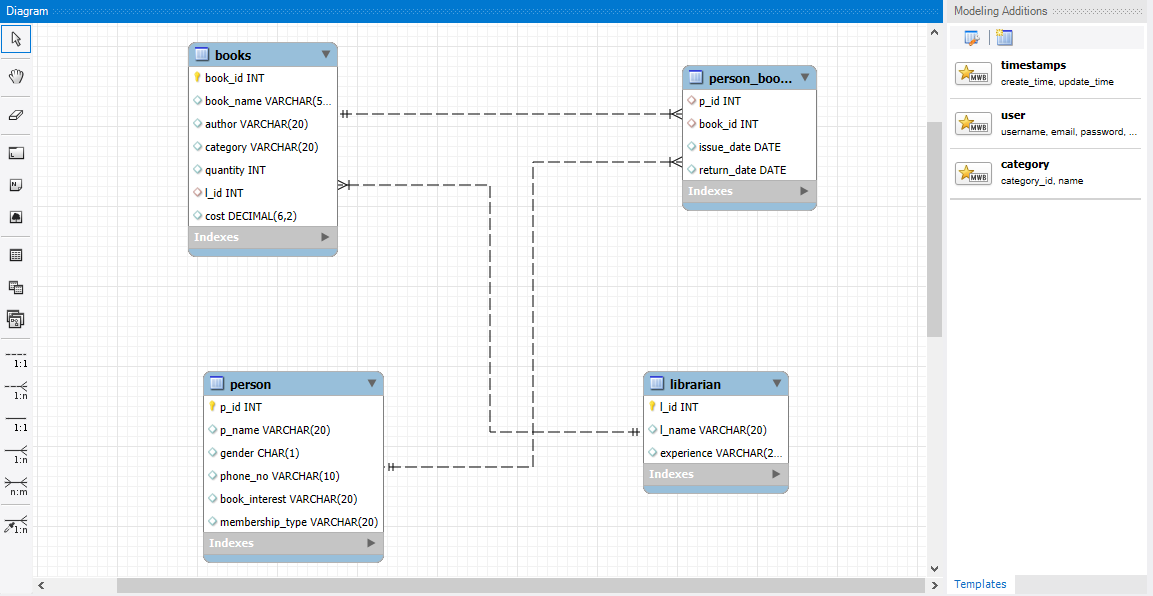 Diagram
Modeling Additions
books
book_id INT
book_name VARCHAR(5...
author VARCHAR(20)
category VARCHAR(20)
quantity INT
l_id INT
cost DECIMAL(6,2)
Indexes
person_boo...
p_id INT
book_id INT
issue_date DATE
return_date DATE
Indexes
person
p_id INT
p_name VARCHAR(20)
gender CHAR(1)
phone_no VARCHAR(10)
book_interest VARCHAR(20)
membership_type VARCHAR(20)
Indexes
librarian
l_id INT
l_name VARCHAR(20)
experience VARCHAR(2...
Indexes
1:1
1:n
1:1
1:n
n:m
1:n
MWB
timestamps
create_time, update_time
MWB
user
username, email, password, ...
MWB
category
category_id, name
Templates